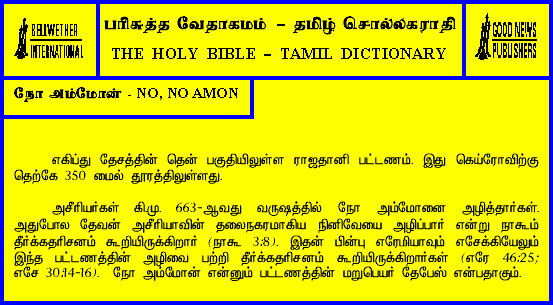 BELLWETHER
INTERNATIONAL
பரிசுத்த வேதாகமம் - தமிழ் சொல்லகராதி
THE HOLY BIBLE - TAMIL DICTIONARY
GOOD NEWS
PUBLISHERS
நோ அம்மோன் - NO, NO AMON
எகிப்து தேசத்தின் தென் பகுதியிலுள்ள ராஜதானி பட்டணம். இது கெய்ரோவிற்கு
தெற்கே 350 மைல் தூரத்திலுள்ளது.
அசீரியர்கள் கி.மு. 663-ஆவது வருஷத்தில் நோ அம்மோனை அழித்தார்கள்.
அதுபோல தேவன் அசீரியாவின் தலைநகரமாகிய நினிவேயை அழிப்பார் என்று நாகூம்
தீர்க்கதரிசனம் கூறியிருக்கிறார் (நாகூ 3:8). இதன் பின்பு எரேமியாவும் எசேக்கியேலும்
இந்த பட்டணத்தின் அழிவை பற்றி தீர்க்கதரிசனம் கூறியிருக்கிறார்கள் (எரே 46:25;
எசே 30:14-16). நோ அம்மோன் என்னும் பட்டணத்தின் மறுபெயர் தேபேஸ் என்பதாகும்.